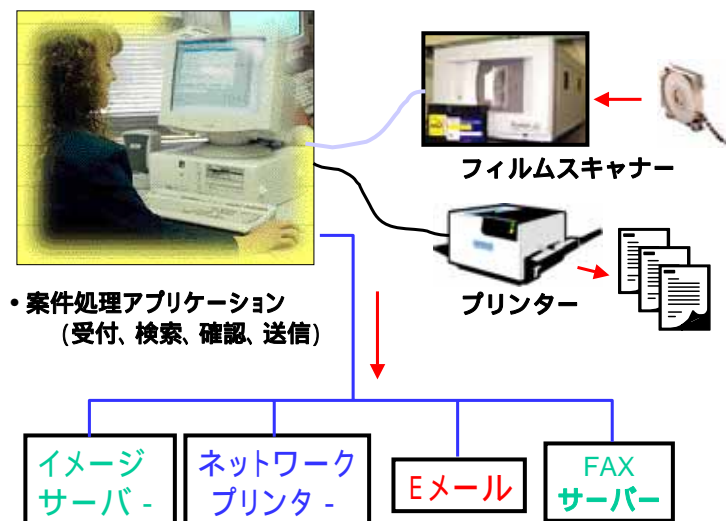 フィルムスキャナー
プリンター
•案件処理アプリケーション
(受付、検索、確認、送信)
イメージ
サーバ -
ネットワーク
プリンタ -
Eメール
FAX
サーバー